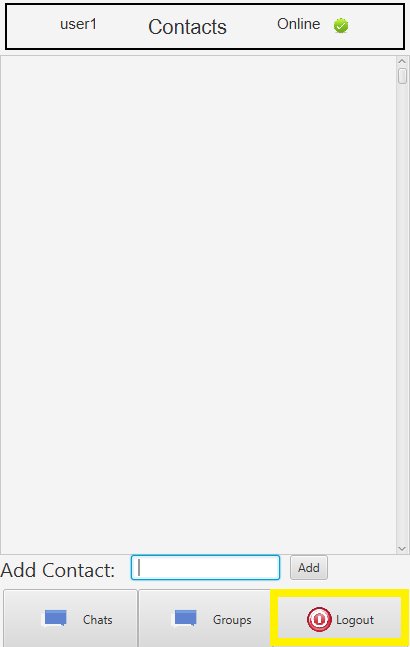 user1 Contacts Online
Add Contact: Add
Chats Groups Logout